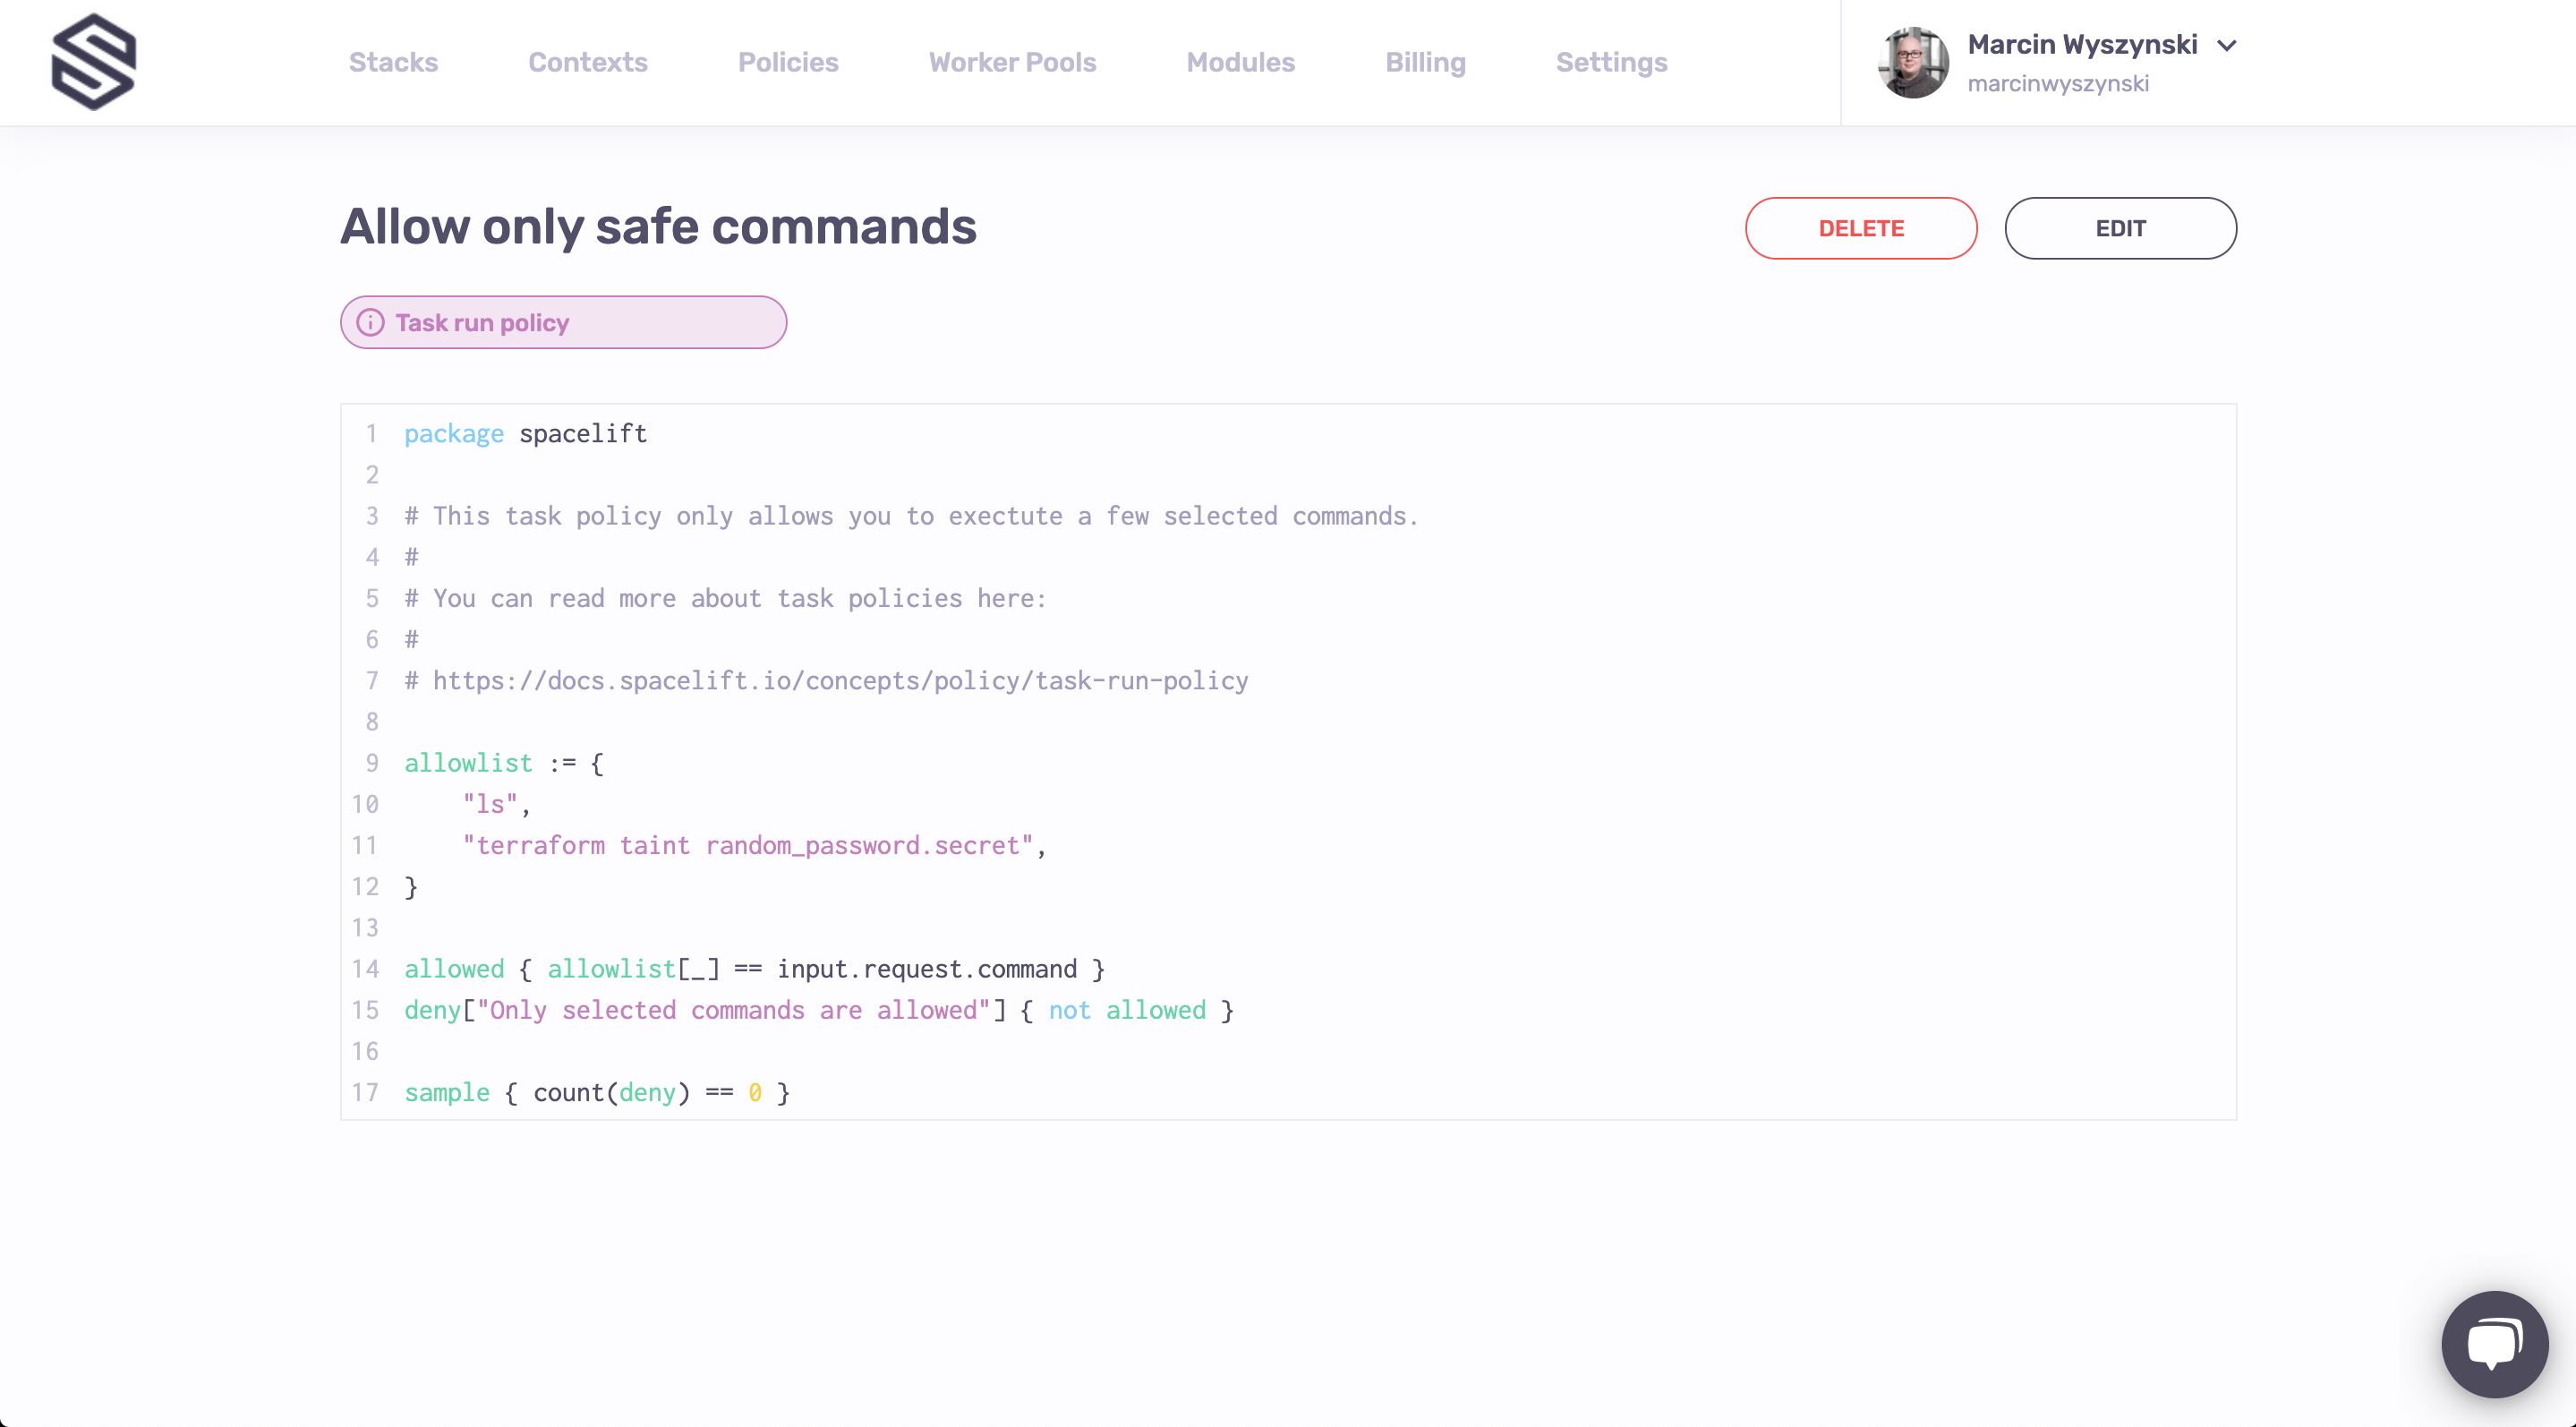 Stacks Contexts Policies Worker Pools Modules Billing Settings
Marcin Wyszynski
marcinwyszynski
Allow only safe commands
DELETE EDIT
Task run policy
1 package spacelift
2
3 # This task policy only allows you to exectute a few selected commands.
4 #
5 # You can read more about task policies here:
6 #
7 # https://docs.spacelift.io/concepts/policy/task-run-policy
8
9 allowlist := {
10     "ls",
11     "terraform taint random_password.secret",
12 }
13
14 allowed { allowlist[_] == input.request.command }
15 deny["Only selected commands are allowed"] { not allowed }
16
17 sample { count(deny) == 0 }